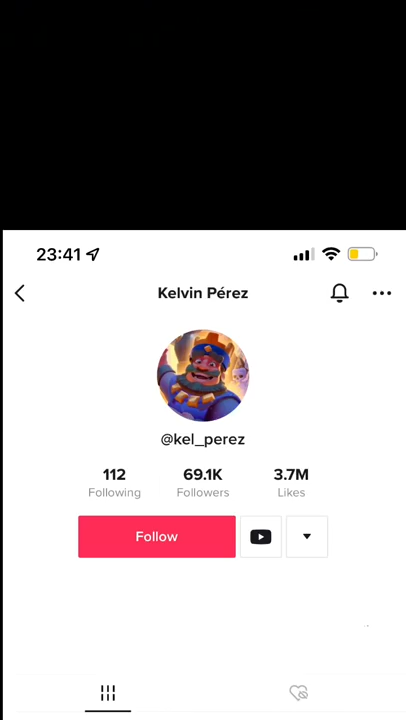 23:41
Kelvin Pérez
@kel_perez
112 69.1K 3.7M
Following Followers Likes
Follow